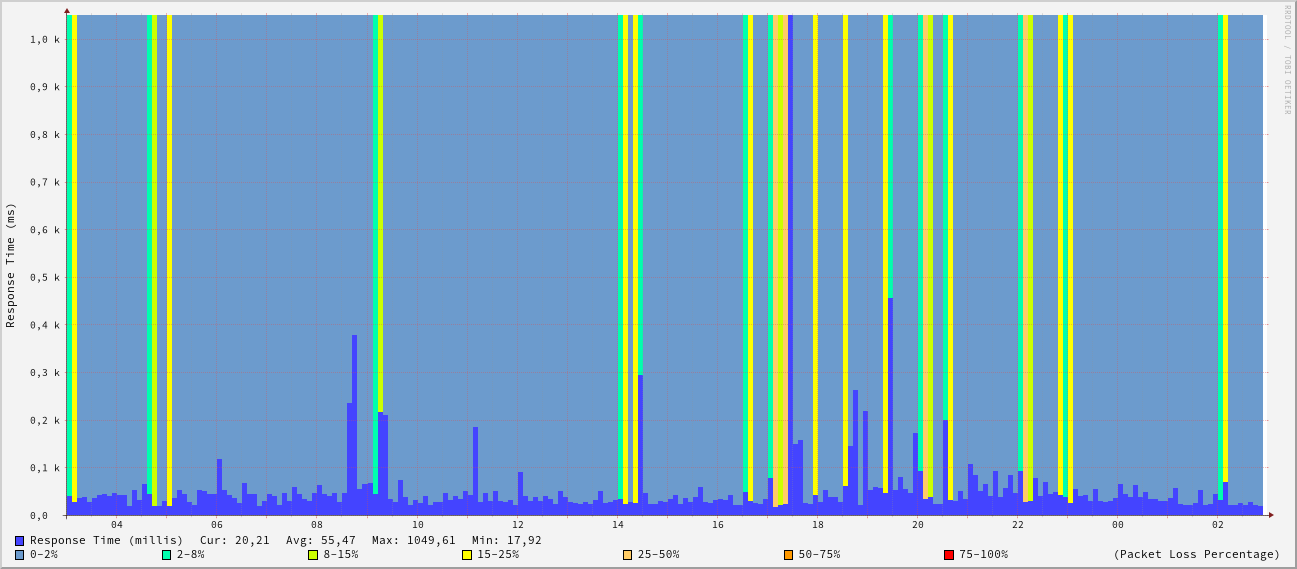 RRDTOOL / TOBI OETIKER
Response Time (ms)
1,0 k
0,9 k
0,8 k
0,7 k
0,6 k
0,5 k
0,4 k
0,3 k
0,2 k
0,1 k
0,0
04 06 08 10 12 14 16 18 20 22 00 02
Response Time (millis) Cur: 20,21 Avg: 55,47 Max: 1049,61 Min: 17,92
0-2% 2-8% 8-15% 15-25% 25-50% 50-75% 75-100% (Packet Loss Percentage)